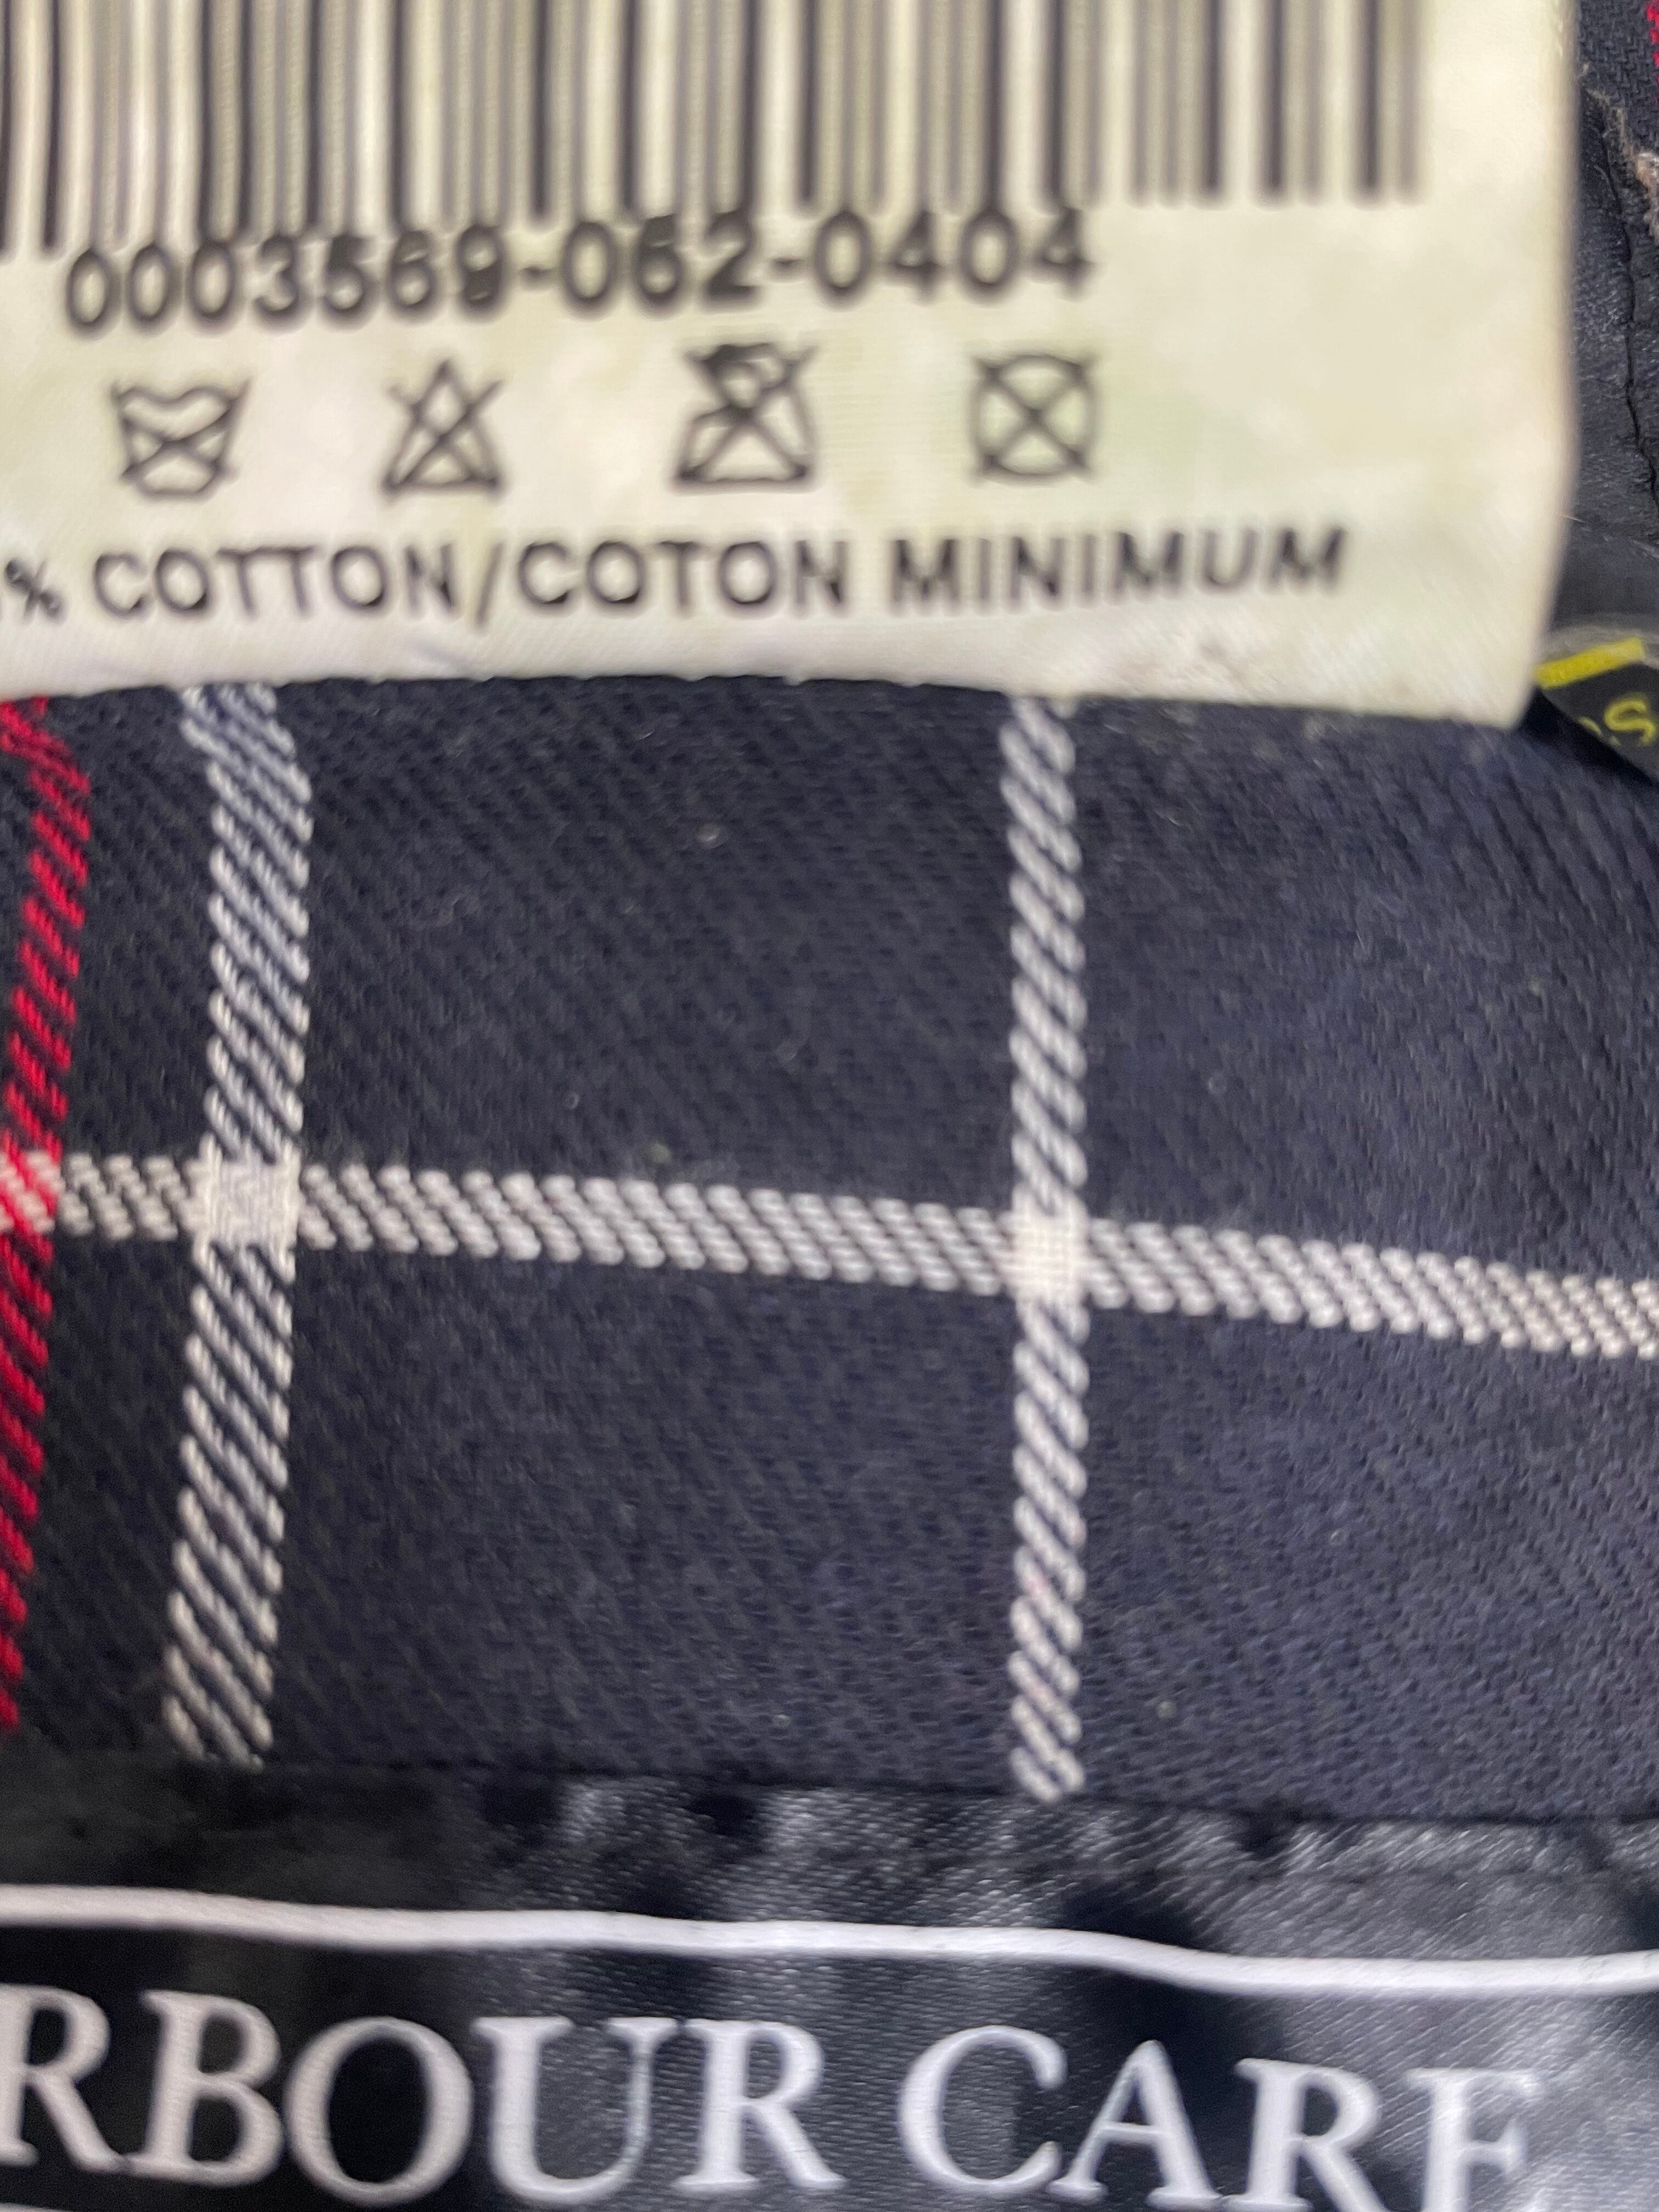 0003569-062-0404
% COTTON/COTON MINIMUM
RBOUR CARE